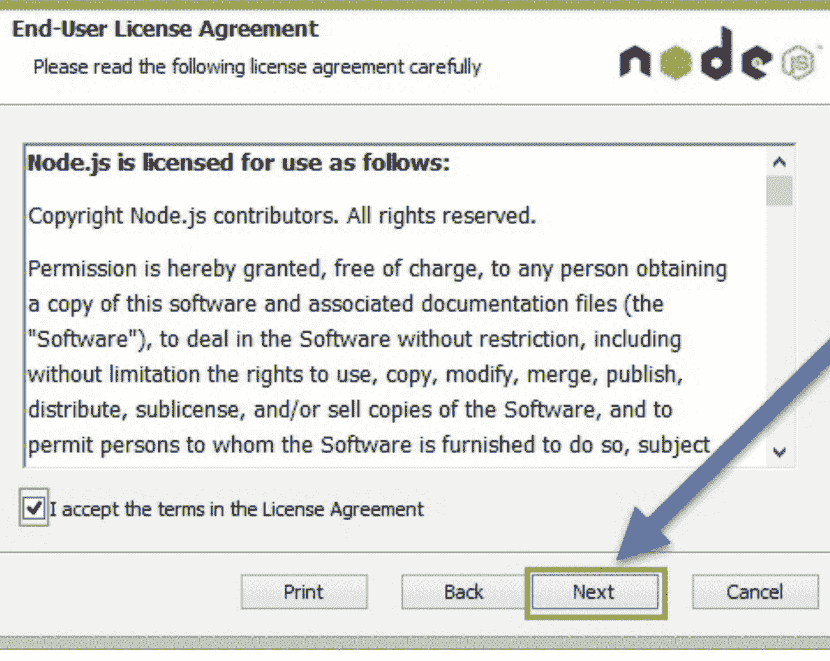 End-User License Agreement
Please read the following license agreement carefully
node
JS
Node.js is licensed for use as follows:
Copyright Node.js contributors. All rights reserved.
Permission is hereby granted, free of charge, to any person obtaining
a copy of this software and associated documentation files (the
"Software"), to deal in the Software without restriction, including
without limitation the rights to use, copy, modify, merge, publish,
distribute, sublicense, and/or sell copies of the Software, and to
permit persons to whom the Software is furnished to do so, subject
I accept the terms in the License Agreement
Print
Back
Next
Cancel